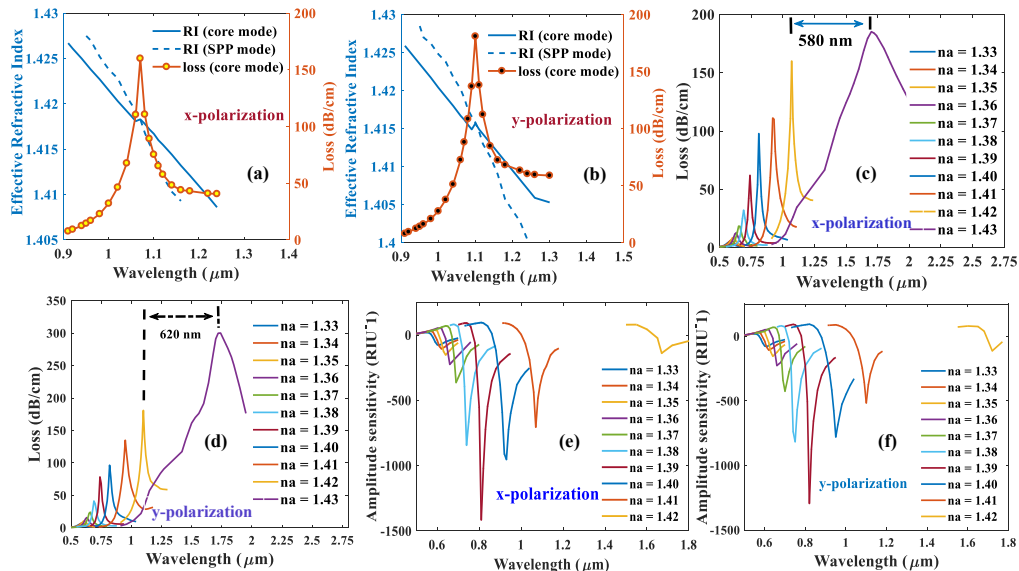 1.43
1.425
1.42
1.415
1.41
1.405
Effective Refractive Index
RI (core mode)
RI (SPP mode)
loss (core mode)
x-polarization
(a)
200
150
100
50
0
Loss (dB/cm)
0.9 1 1.1 1.2 1.3 1.4
Wavelength ( μm)
1.43
1.425
1.42
1.415
1.41
1.405
1.4
Effective Refractive Index
RI (core mode)
RI (SPP mode)
loss (core mode)
y-polarization
(b)
200
150
100
50
0
Loss (dB/cm)
0.9 1 1.1 1.2 1.3 1.4 1.5
Wavelength ( μm)
200
150
100
50
0
Loss (dB/cm)
580 nm
na = 1.33
na = 1.34
na = 1.35
na = 1.36
na = 1.37
na = 1.38
na = 1.39
na = 1.40
na = 1.41
na = 1.42
na = 1.43
(c)
x-polarization
0.5 0.75 1 1.25 1.5 1.75 2 2.25 2.5 2.75
Wavelength ( μm)
350
300
250
200
150
100
50
0
Loss (dB/cm)
620 nm
na = 1.33
na = 1.34
na = 1.35
na = 1.36
na = 1.37
na = 1.38
na = 1.39
na = 1.40
na = 1.41
na = 1.42
na = 1.43
(d)
y-polarization
0.5 0.75 1 1.25 1.5 1.75 2 2.25 2.5 2.75
Wavelength ( μm)
0
-500
-1000
-1500
Amplitude sensitivity (RIU⁻1)
na = 1.33
na = 1.34
na = 1.35
na = 1.36
na = 1.37
na = 1.38
na = 1.39
na = 1.40
na = 1.41
na = 1.42
(e)
x-polarization
0.6 0.8 1 1.2 1.4 1.6 1.8
Wavelength ( μm)
0
-500
-1000
-1500
Amplitude sensitivity (RIU⁻1)
na = 1.33
na = 1.34
na = 1.35
na = 1.36
na = 1.37
na = 1.38
na = 1.39
na = 1.40
na = 1.41
na = 1.42
(f)
y-polarization
0.6 0.8 1 1.2 1.4 1.6 1.8
Wavelength ( μm)